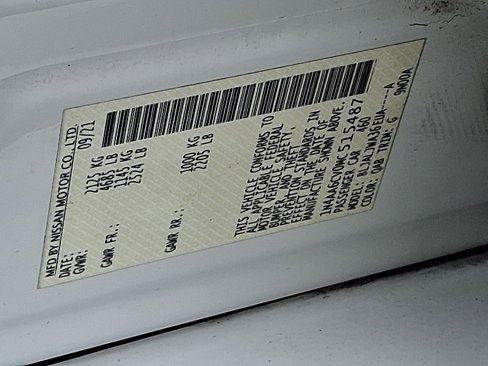 MFD BY NISSAN MOTOR CO., LTD.
DATE: 09/21
GVWR: 2125 KG
4685 LB
GAWR FR.: 1145 KG
2524 LB
GAWR RR.: 1000 KG
2205 LB
THIS VEHICLE CONFORMS TO
ALL APPLICABLE FEDERAL
MOTOR VEHICLE SAFETY,
BUMPER, AND THEFT
PREVENTION STANDARDS IN
EFFECT ON THE DATE OF
MANUFACTURE SHOWN ABOVE.
1N4AA6CV0MC515487
PASSENGER CAR 460
MODEL:
COLOR: QAB TRIM: G 9N00A